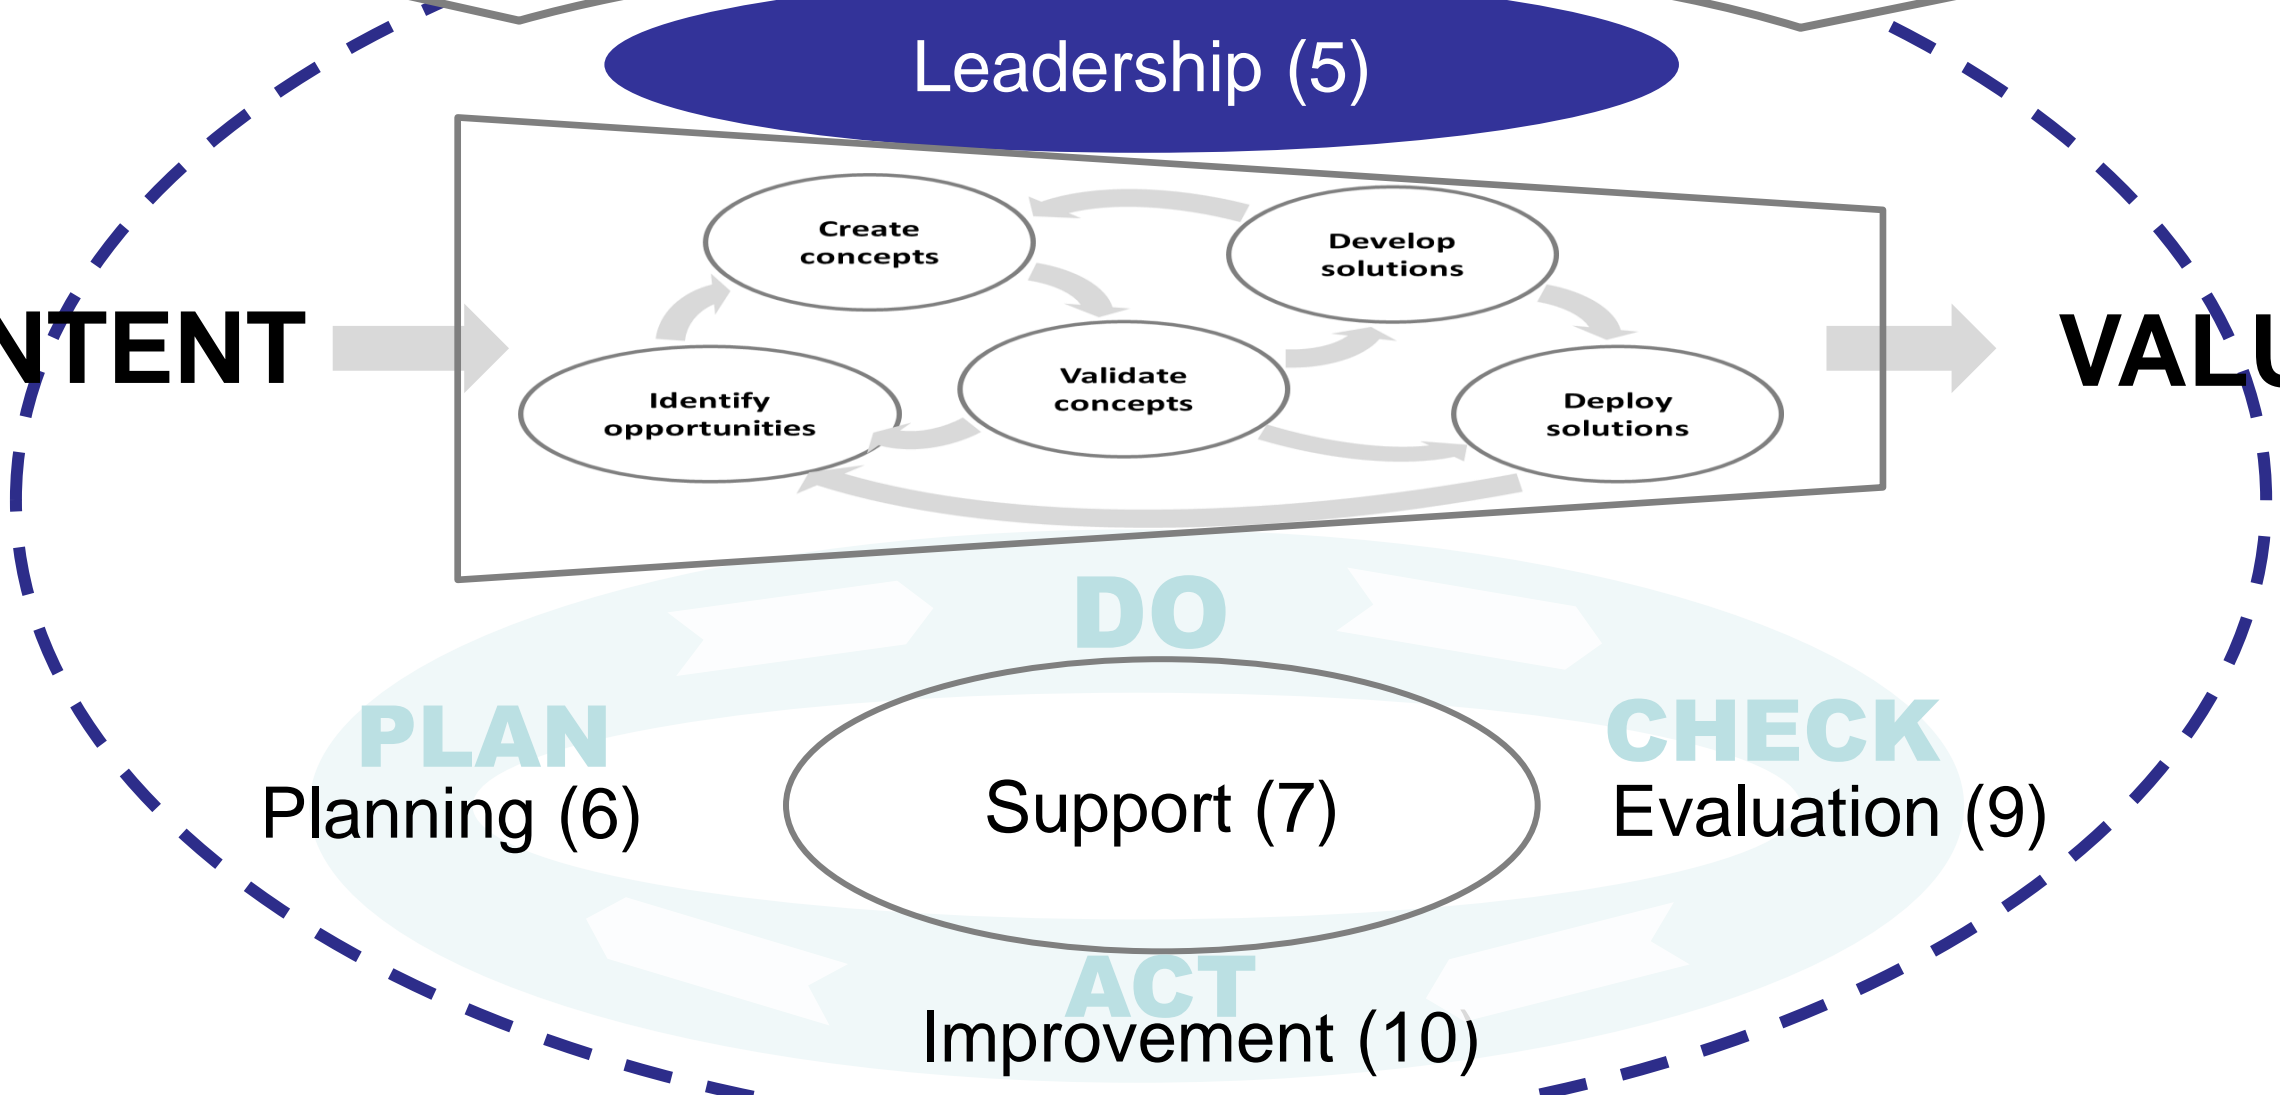 Leadership (5)
Create
concepts
Develop
solutions
NTENT
VALU
Validate
concepts
Identify
opportunities
Deploy
solutions
DO
PLAN
CHECK
Planning (6)
Support (7)
Evaluation (9)
ACT
Improvement (10)